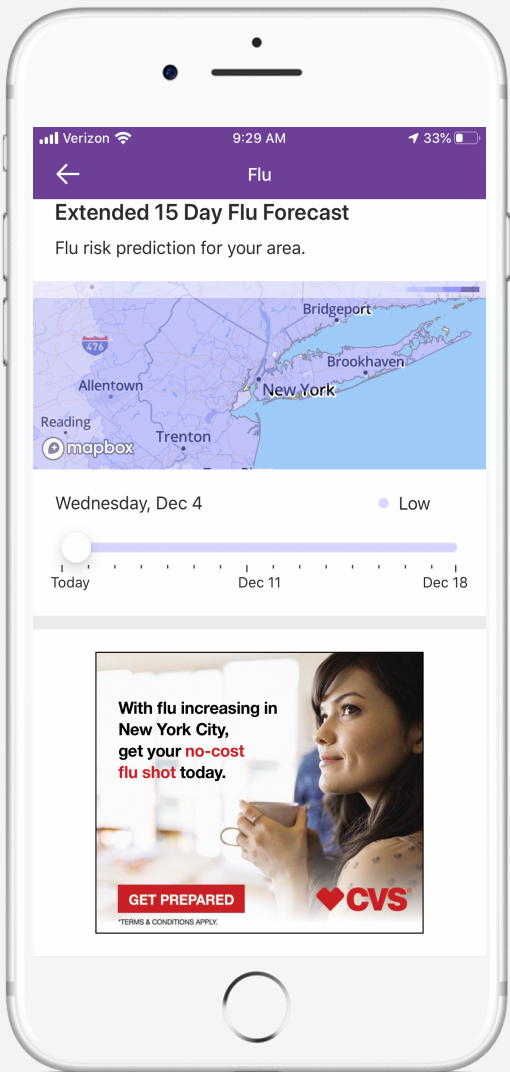 Verizon 9:29 AM 33%
Flu
Extended 15 Day Flu Forecast
Flu risk prediction for your area.
Bridgeport
476
Brookhaven
Allentown
New York
Reading
Trenton
mapbox
Wednesday, Dec 4 Low
Today Dec 11 Dec 18
With flu increasing in
New York City,
get your no-cost
flu shot today.
GET PREPARED
CVS
*TERMS & CONDITIONS APPLY.